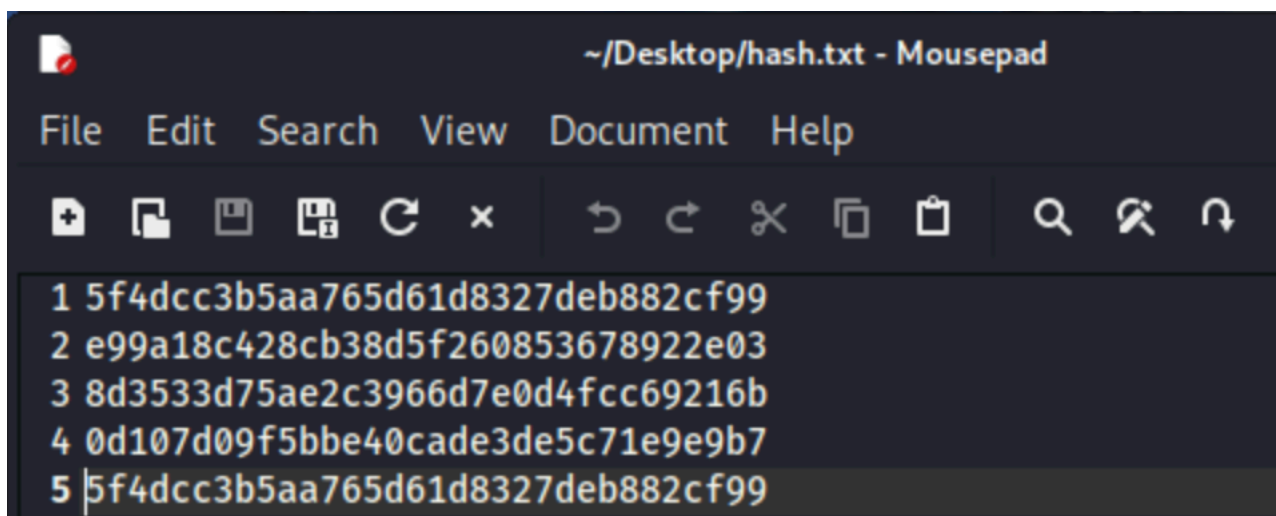 ~/Desktop/hash.txt - Mousepad
File Edit Search View Document Help
1 5f4dcc3b5aa765d61d8327deb882cf99
2 e99a18c428cb38d5f260853678922e03
3 8d3533d75ae2c3966d7e0d4fcc69216b
4 0d107d09f5bbe40cade3de5c71e9e9b7
5 5f4dcc3b5aa765d61d8327deb882cf99